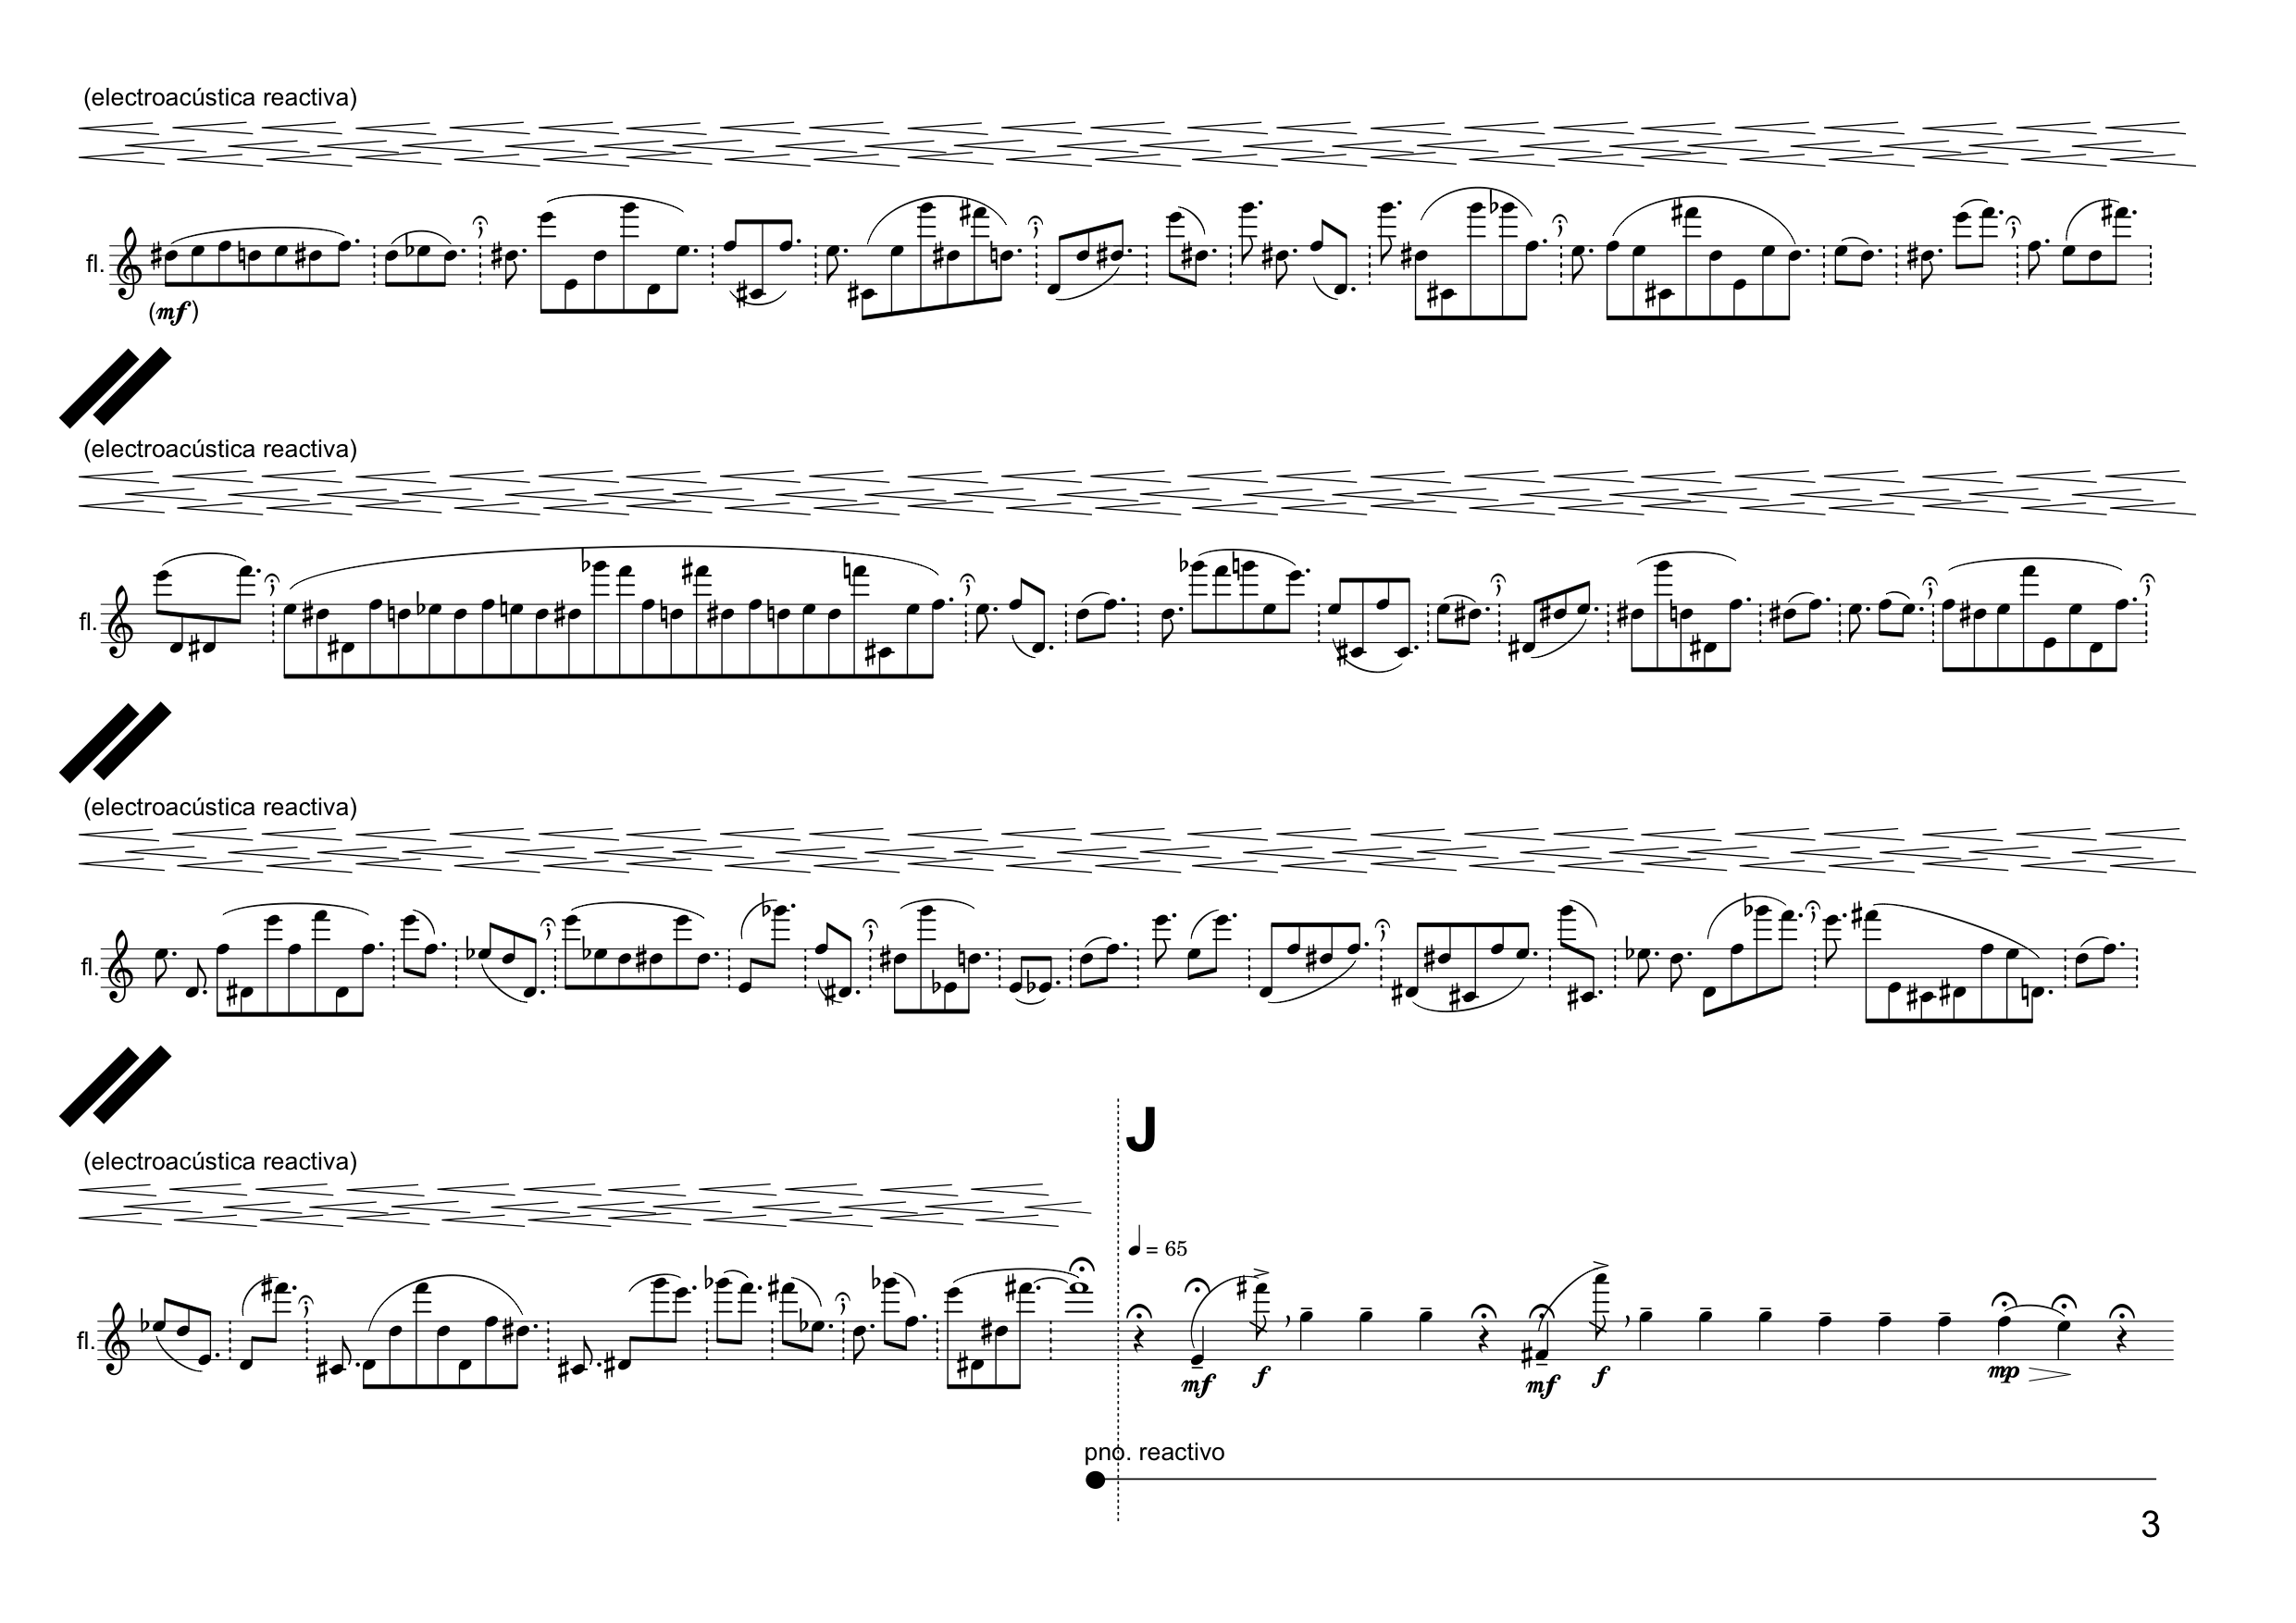 (electroacústica reactiva)
fl.
(mf)
(electroacústica reactiva)
fl.
(electroacústica reactiva)
fl.
J
(electroacústica reactiva)
= 65
fl.
mf f mf f mp
pno. reactivo
3